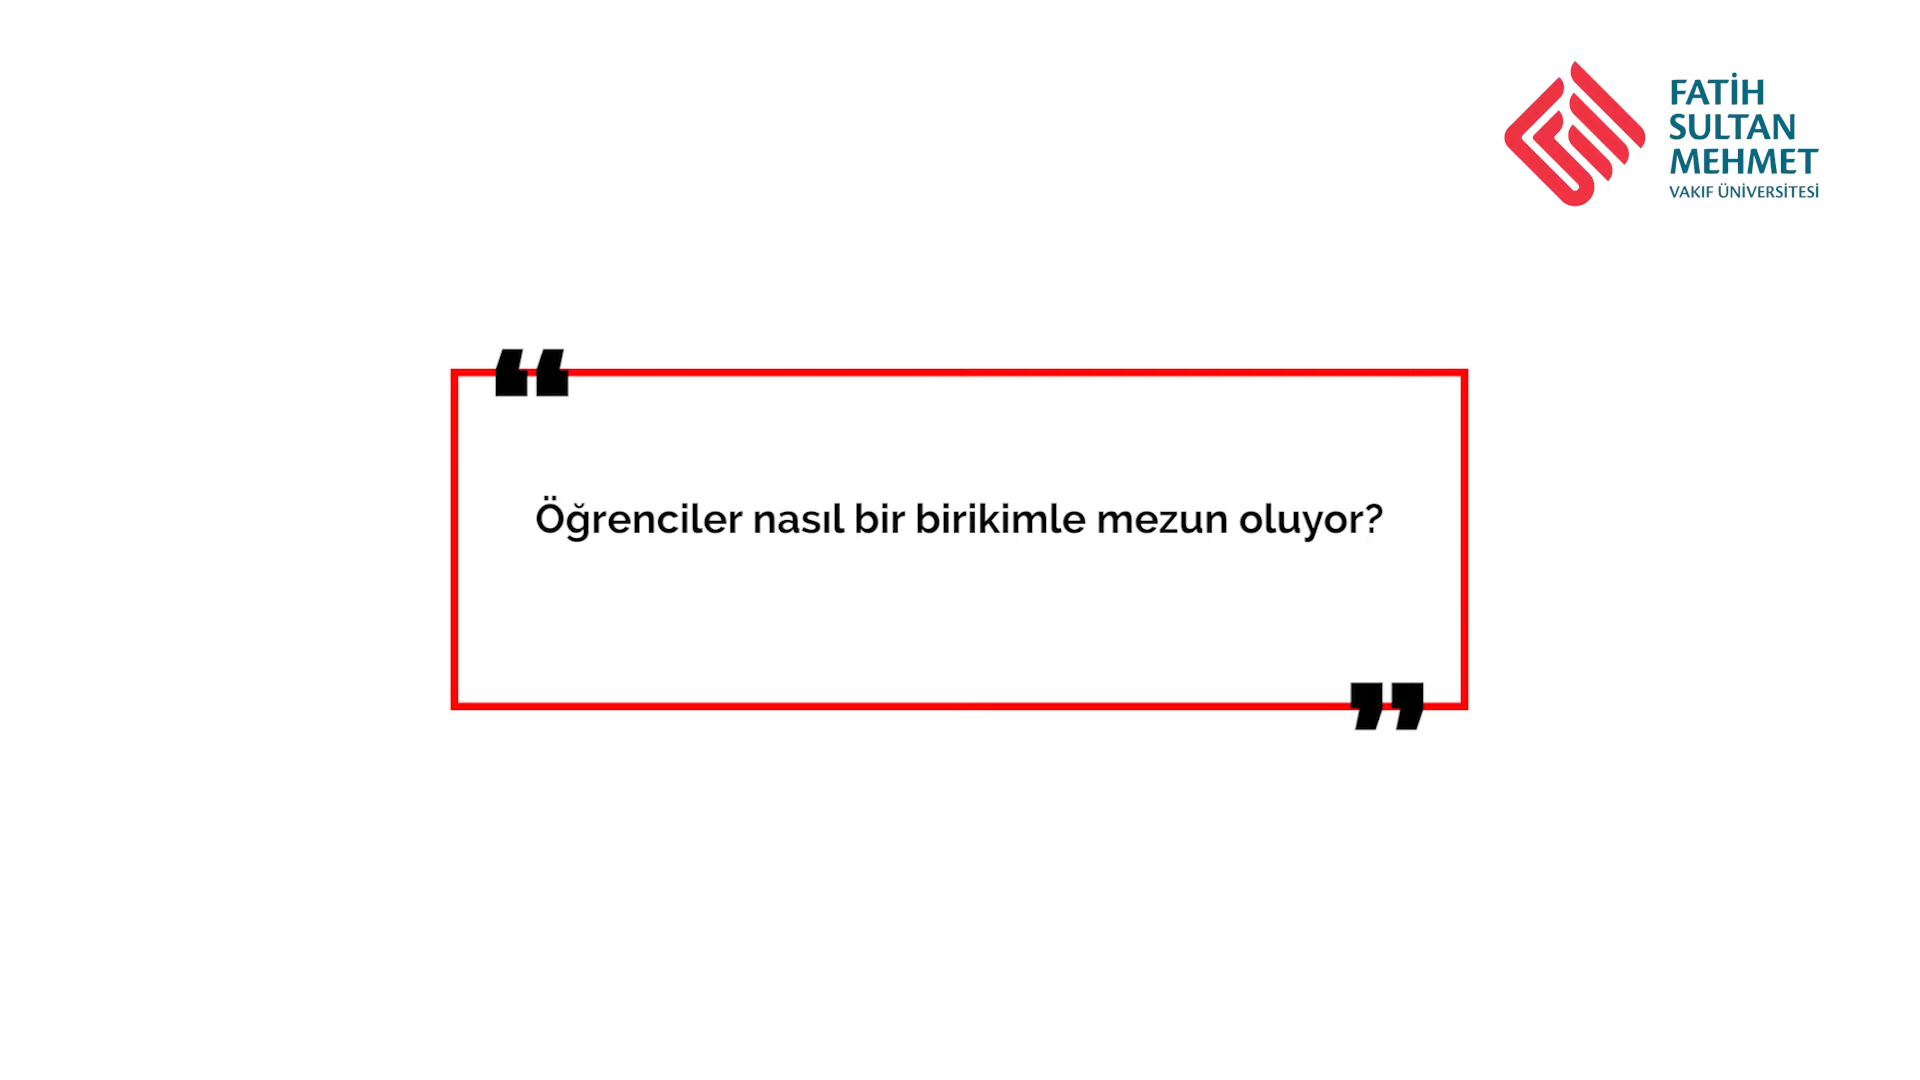 FATİH
SULTAN
MEHMET
VAKIF ÜNİVERSİTESİ
“
Öğrenciler nasıl bir birikimle mezun oluyor?
”